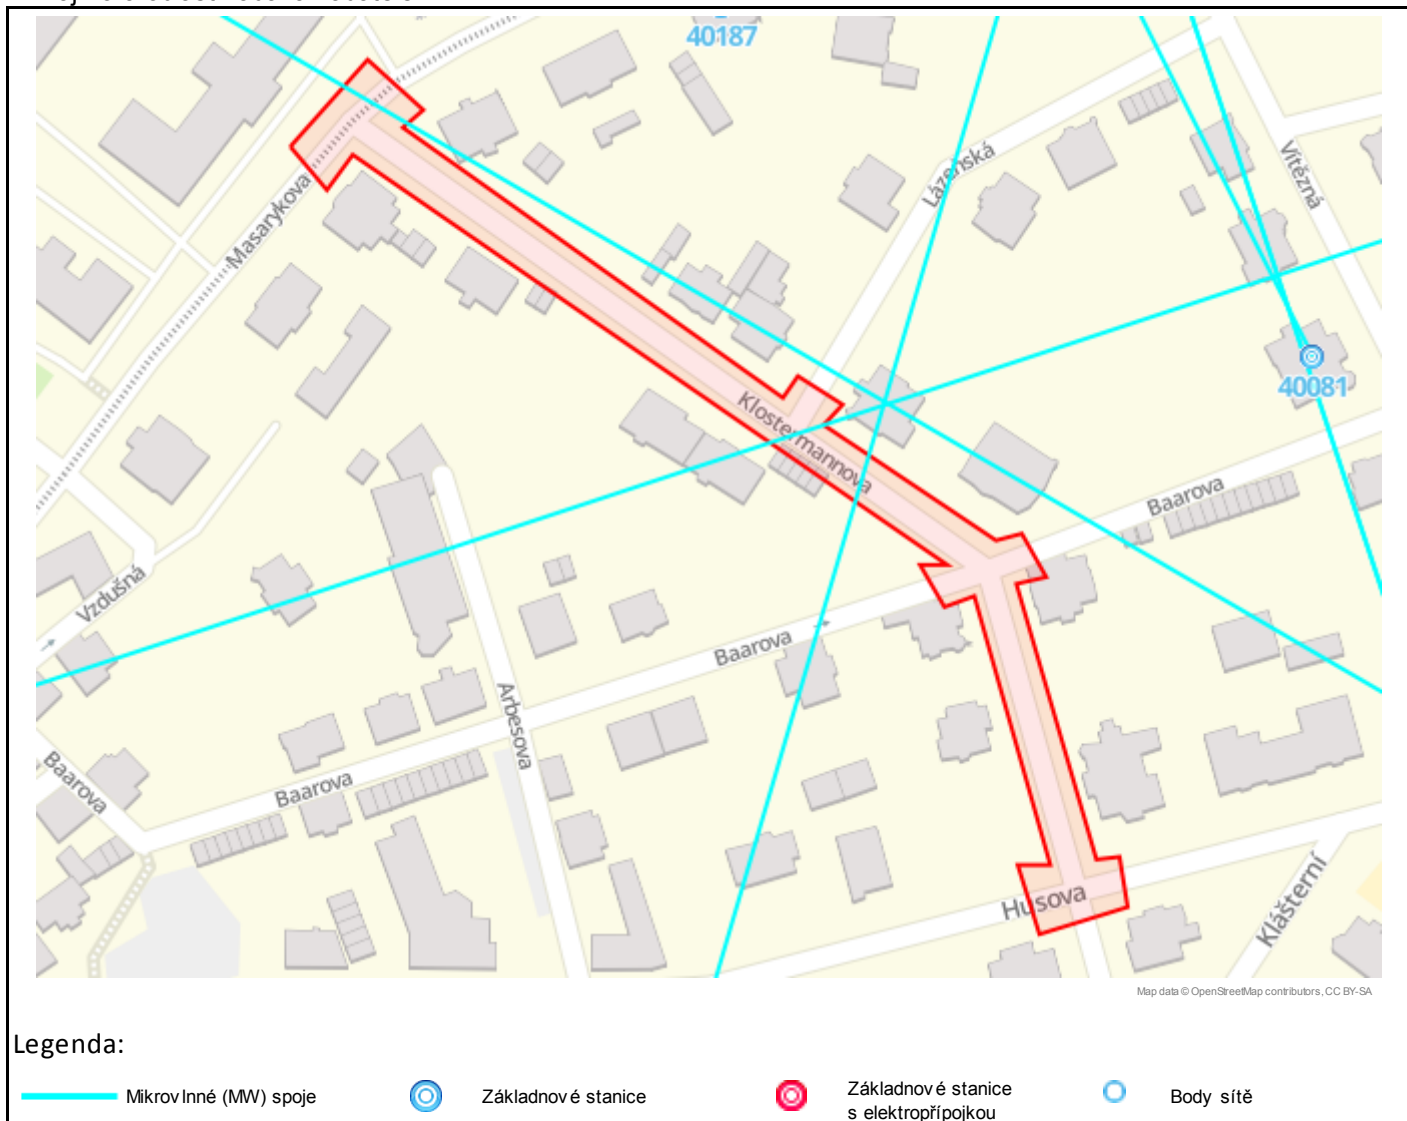 40187
Lázeňská
Vítězná
Masarykova
40081
Klostermannova
Baarova
Vzdušná
Baarova
Arbesova
Baarova
Baarova
Husova
Klášterní
Map data © OpenStreetMap contributors, CC BY-SA
Legenda:
Mikrovlnné (MW) spoje
Základnové stanice
Základnové stanice
s elektropřípojkou
Body sítě